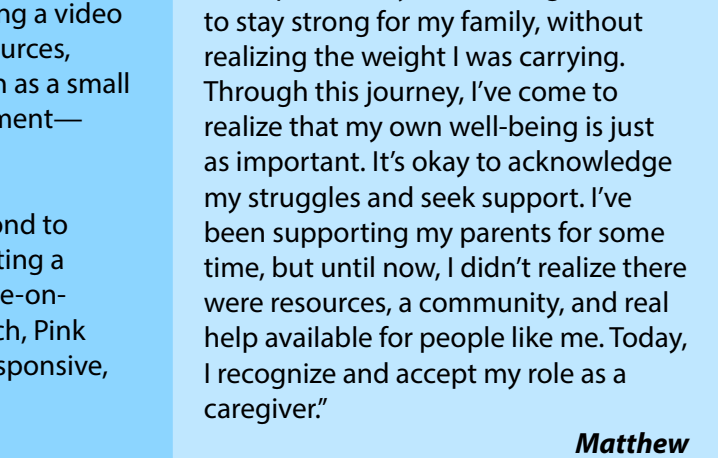 ng a video
urces,
n as a small
ment—
ond to
ting a
e-on-
ch, Pink
sponsive,
to stay strong for my family, without
realizing the weight I was carrying.
Through this journey, I’ve come to
realize that my own well-being is just
as important. It’s okay to acknowledge
my struggles and seek support. I’ve
been supporting my parents for some
time, but until now, I didn’t realize there
were resources, a community, and real
help available for people like me. Today,
I recognize and accept my role as a
caregiver.”
Matthew